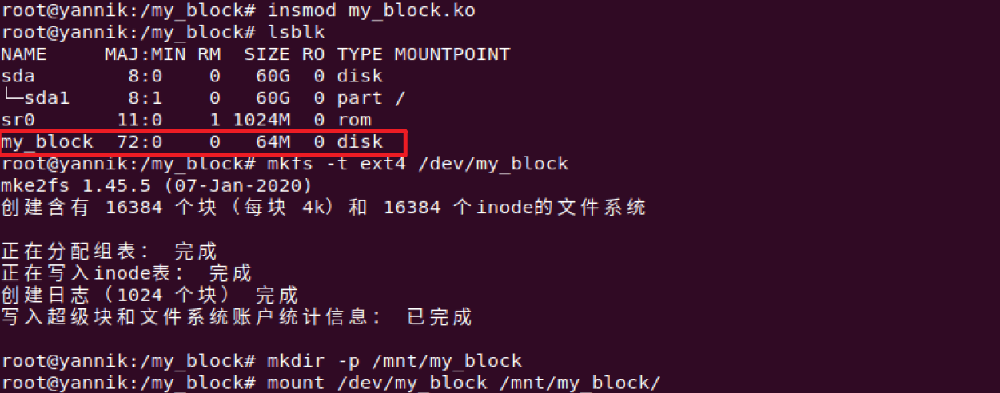 root@yannik:/my_block# insmod my_block.ko
root@yannik:/my_block# lsblk
NAME     MAJ:MIN RM  SIZE RO TYPE MOUNTPOINT
sda        8:0    0   60G  0 disk
└─sda1     8:1    0   60G  0 part /
sr0       11:0    1 1024M  0 rom
my_block  72:0    0   64M  0 disk
root@yannik:/my_block# mkfs -t ext4 /dev/my_block
mke2fs 1.45.5 (07-Jan-2020)
创建含有 16384 个块（每块 4k）和 16384 个inode的文件系统
正在分配组表： 完成
正在写入inode表： 完成
创建日志（1024 个块） 完成
写入超级块和文件系统账户统计信息： 已完成
root@yannik:/my_block# mkdir -p /mnt/my_block
root@yannik:/my_block# mount /dev/my_block /mnt/my_block/